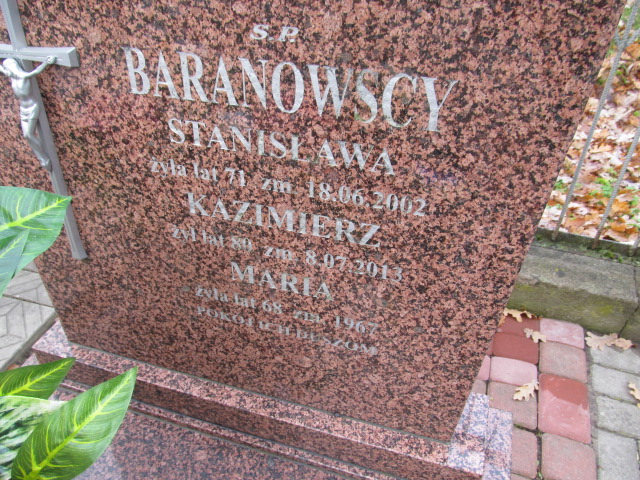 Ś.P.
BARANOWSCY
STANISŁAWA
żyła lat 71 zm. 18.06.2002
KAZIMIERZ
żył lat 80 zm. 8.07.2013
MARIA
żyła lat 68 zm. 1967
POKÓJ ICH DUSZOM